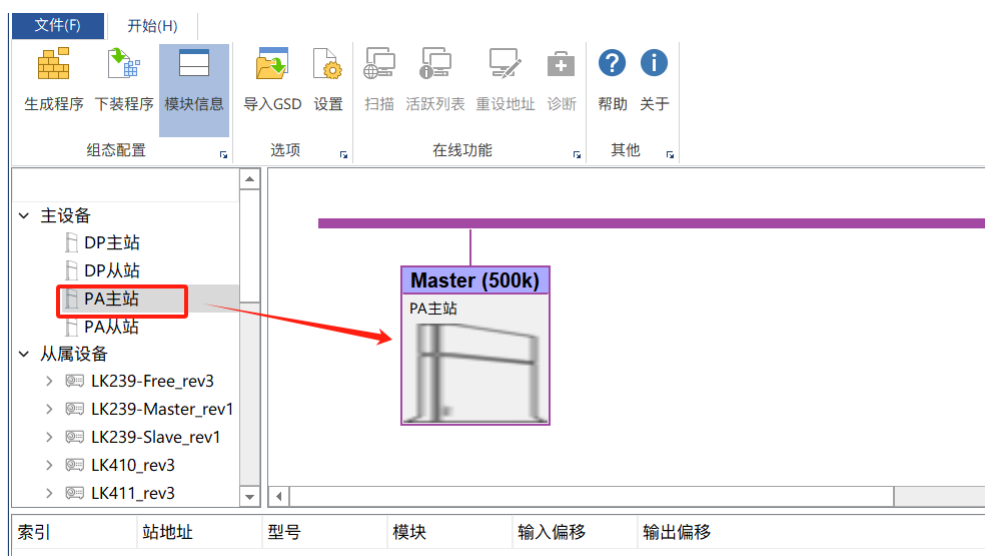 文件(F) 开始(H)
生成程序 下装程序 模块信息 导入GSD 设置 扫描 活跃列表 重设地址 诊断 帮助 关于
组态配置 选项 在线功能 其他
主设备
DP主站
DP从站
PA主站
PA从站
从属设备
LK239-Free_rev3
LK239-Master_rev1
LK239-Slave_rev1
LK410_rev3
LK411_rev3
Master (500k)
PA主站
索引 站地址 型号 模块 输入偏移 输出偏移